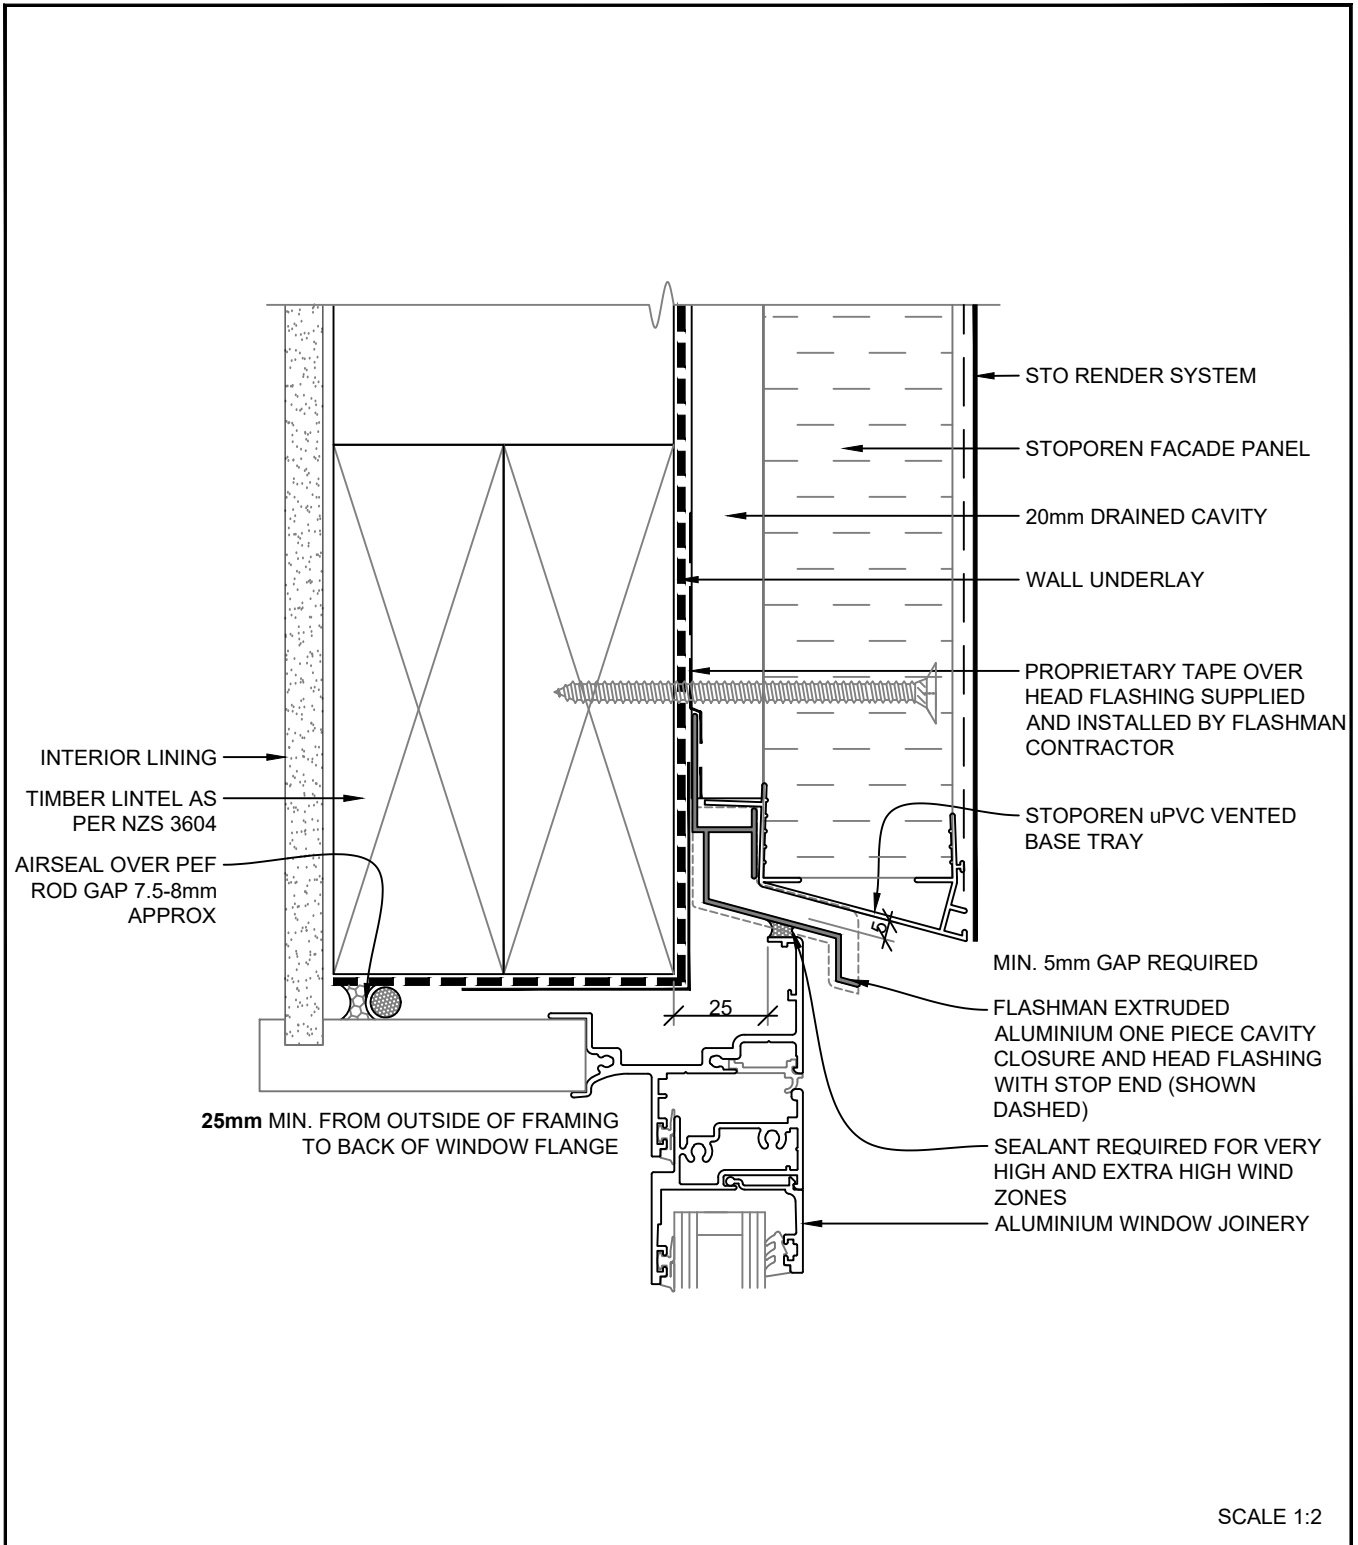 STO RENDER SYSTEM
STOPOREN FACADE PANEL
20mm DRAINED CAVITY
WALL UNDERLAY
PROPRIETARY TAPE OVER
HEAD FLASHING SUPPLIED
AND INSTALLED BY FLASHMAN
CONTRACTOR
INTERIOR LINING
TIMBER LINTEL AS
PER NZS 3604
STOPOREN uPVC VENTED
BASE TRAY
AIRSEAL OVER PEF
ROD GAP 7.5-8mm
APPROX
5
MIN. 5mm GAP REQUIRED
25
FLASHMAN EXTRUDED
ALUMINIUM ONE PIECE CAVITY
CLOSURE AND HEAD FLASHING
WITH STOP END (SHOWN
DASHED)
25mm MIN. FROM OUTSIDE OF FRAMING
TO BACK OF WINDOW FLANGE
SEALANT REQUIRED FOR VERY
HIGH AND EXTRA HIGH WIND
ZONES
ALUMINIUM WINDOW JOINERY
SCALE 1:2